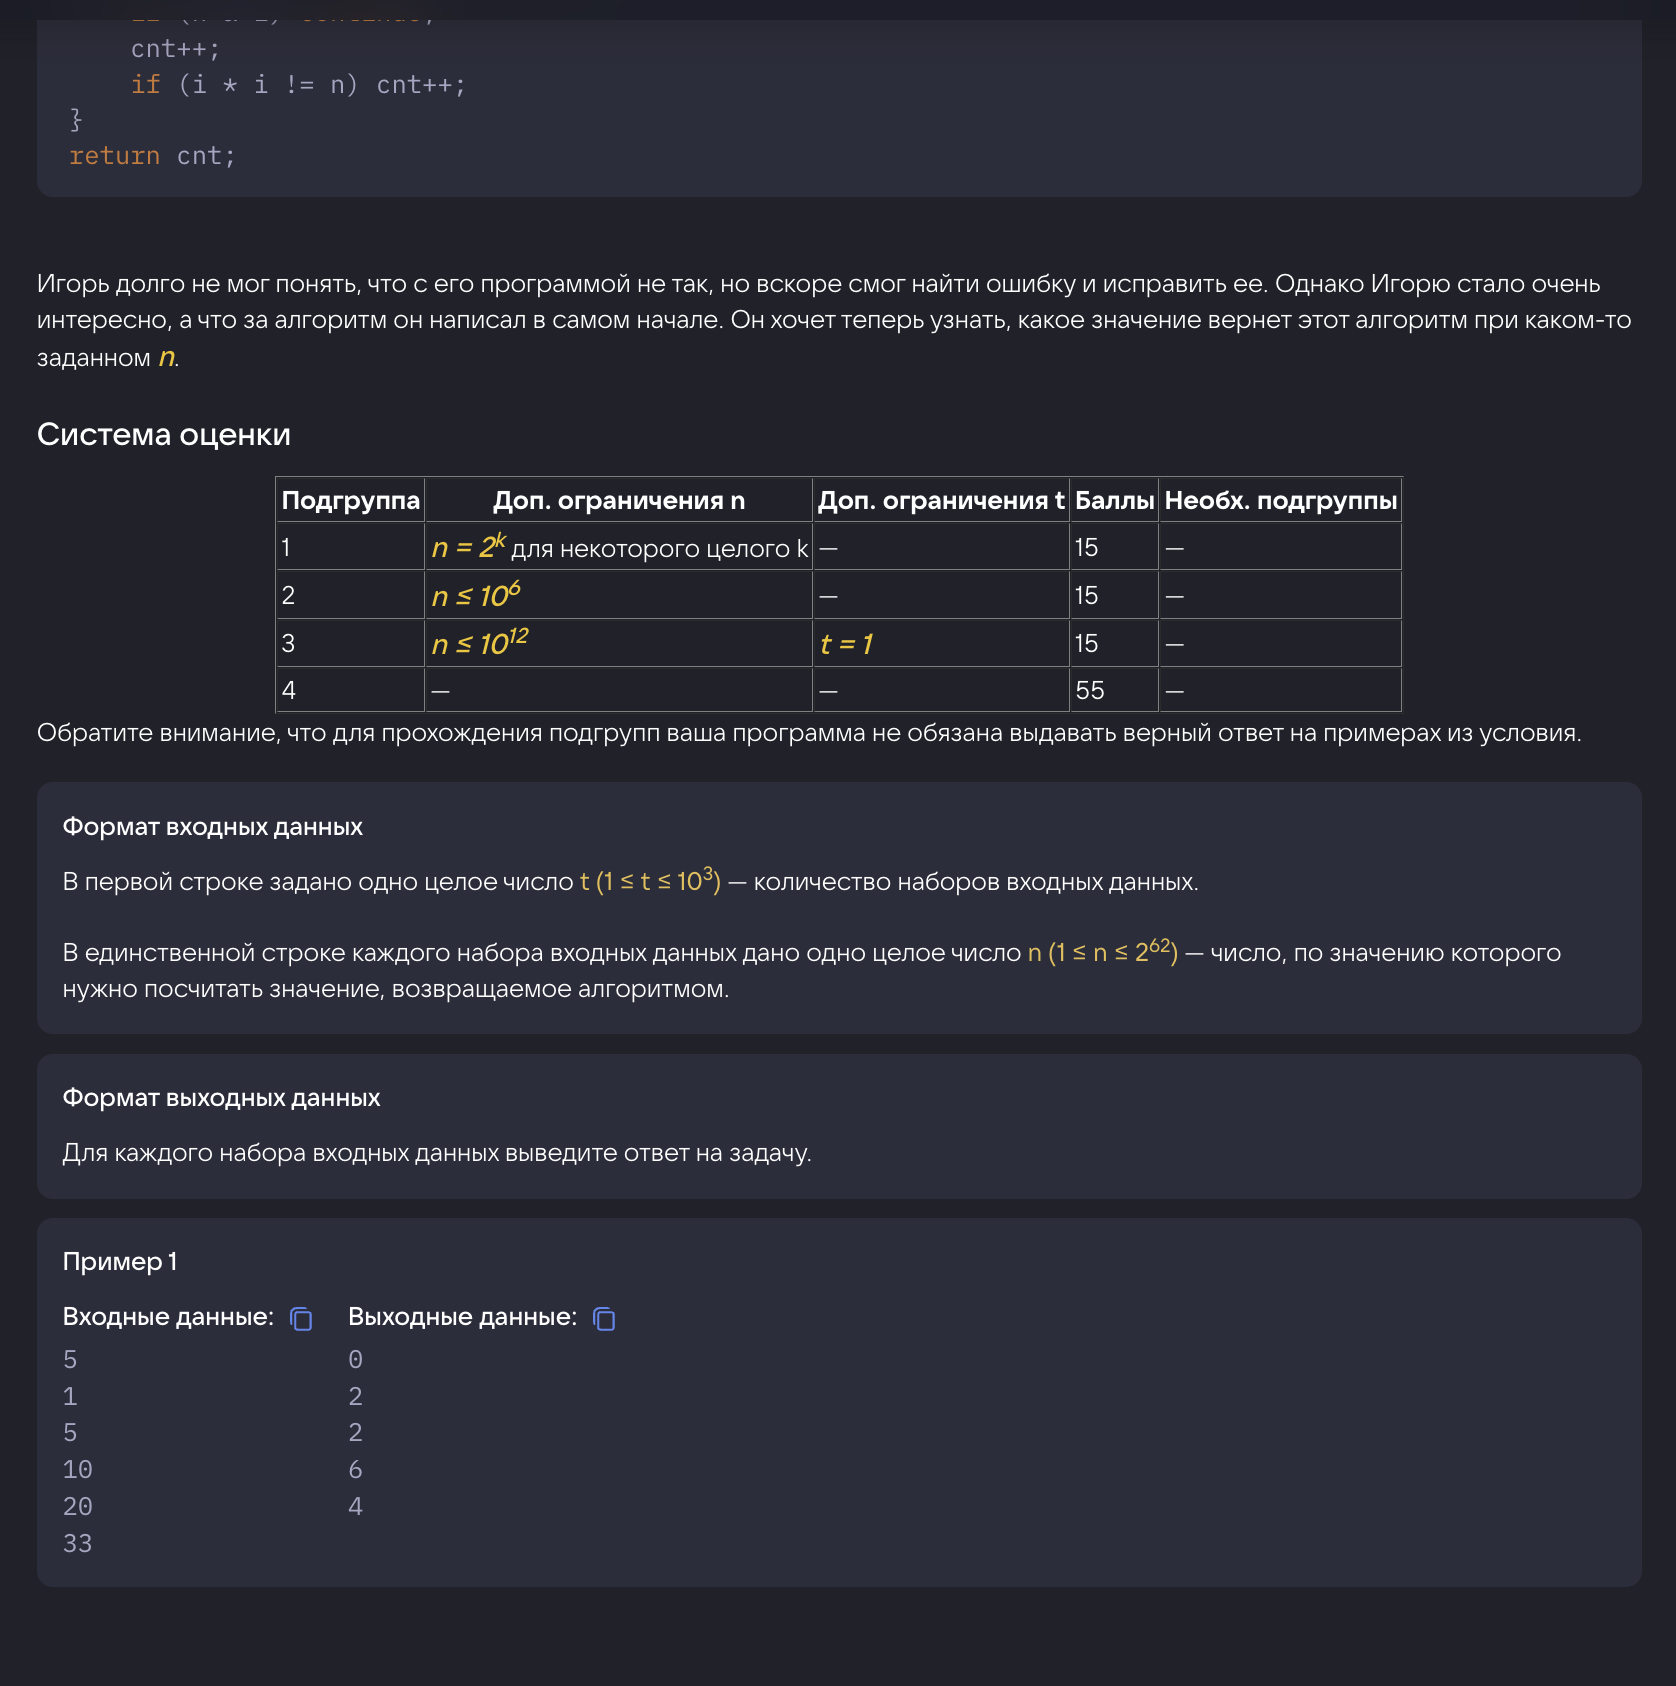 cnt++;
if (i * i != n) cnt++;
}
return cnt;
Игорь долго не мог понять, что с его программой не так, но вскоре смог найти ошибку и исправить ее. Однако Игорю стало очень
интересно, а что за алгоритм он написал в самом начале. Он хочет теперь узнать, какое значение вернет этот алгоритм при каком-то
заданном n.
Система оценки
Подгруппа Доп. ограничения n Доп. ограничения t Баллы Необх. подгруппы
1 n = 2^k для некоторого целого k — 15 —
2 n ≤ 10^6 — 15 —
3 n ≤ 10^12 t = 1 15 —
4 — — 55 —
Обратите внимание, что для прохождения подгрупп ваша программа не обязана выдавать верный ответ на примерах из условия.
Формат входных данных
В первой строке задано одно целое число t (1 ≤ t ≤ 10^3) — количество наборов входных данных.
В единственной строке каждого набора входных данных дано одно целое число n (1 ≤ n ≤ 2^62) — число, по значению которого
нужно посчитать значение, возвращаемое алгоритмом.
Формат выходных данных
Для каждого набора входных данных выведите ответ на задачу.
Пример 1
Входные данные: Выходные данные:
5 0
1 2
5 2
10 6
20 4
33